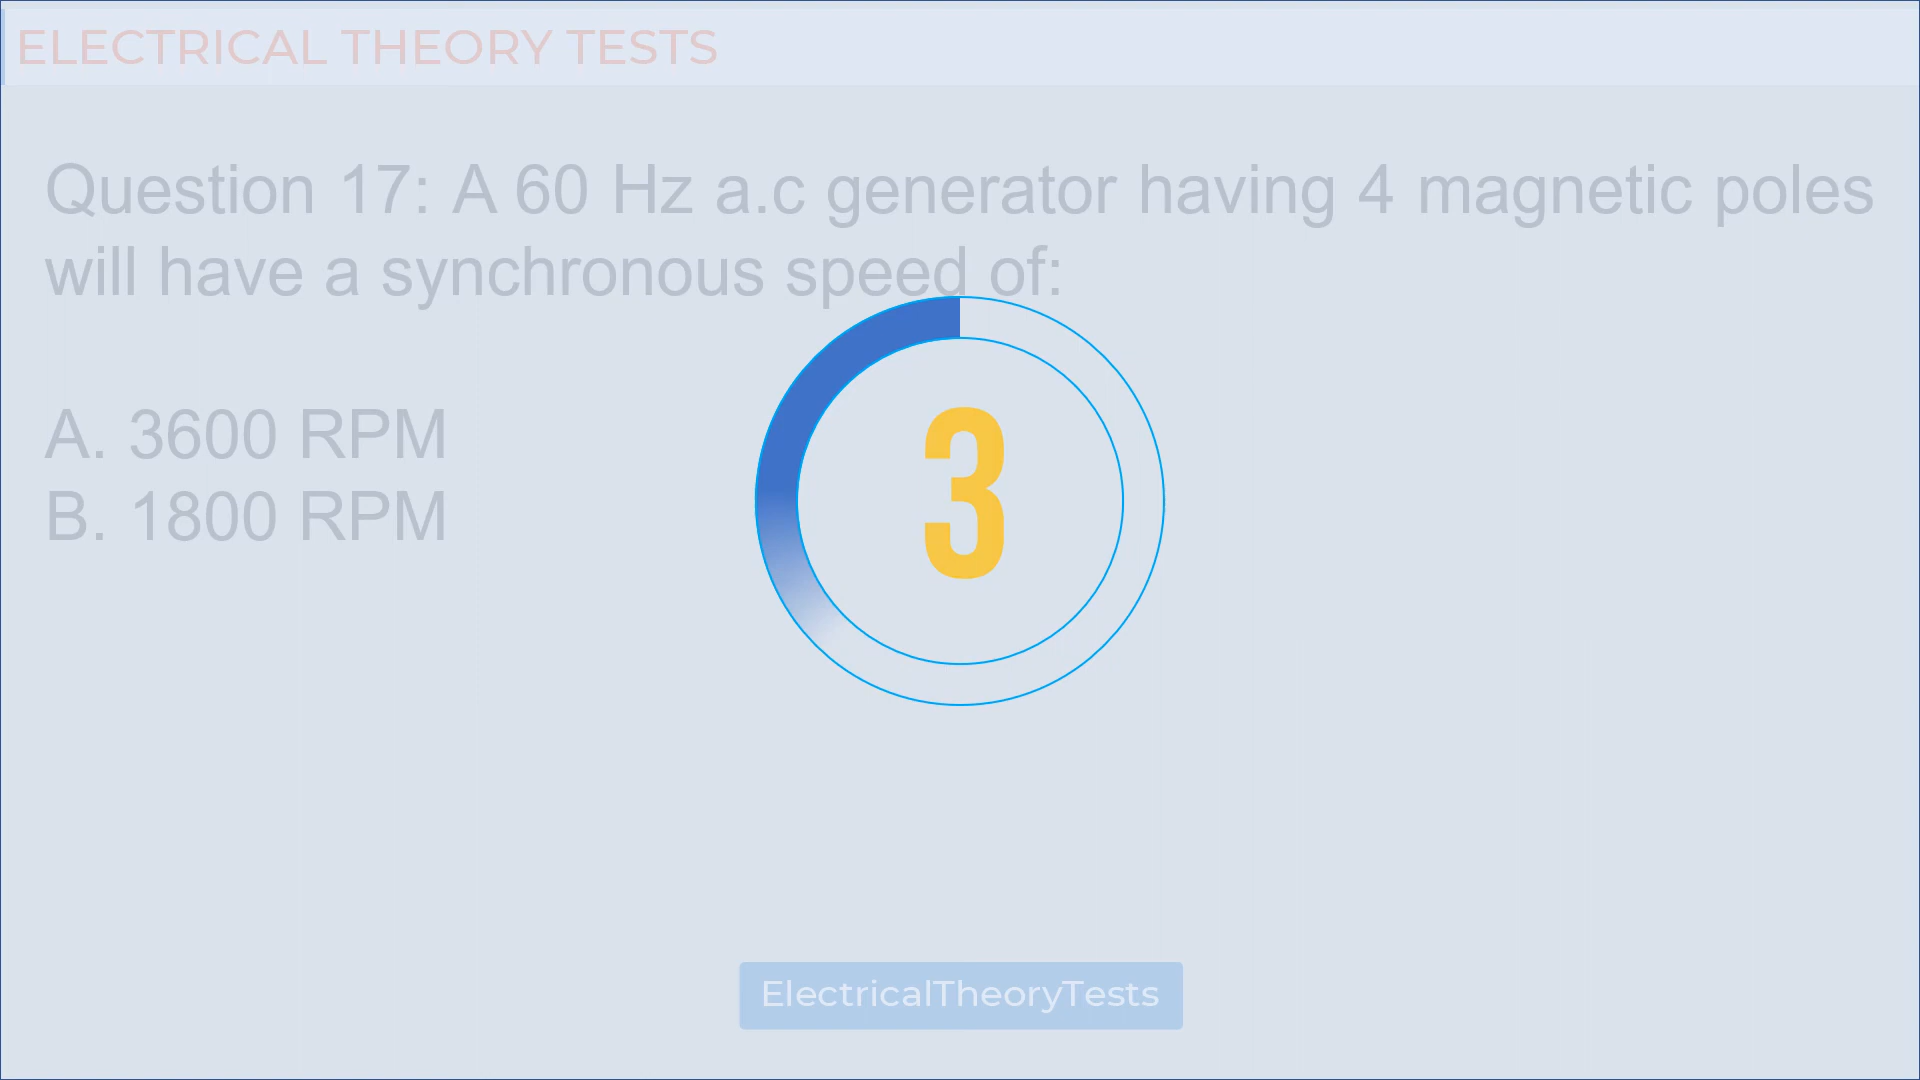 ELECTRICAL THEORY TESTS
Question 17: A 60 Hz a.c generator having 4 magnetic poles
will have a synchronous speed of:
A. 3600 RPM
B. 1800 RPM
3
ElectricalTheoryTests